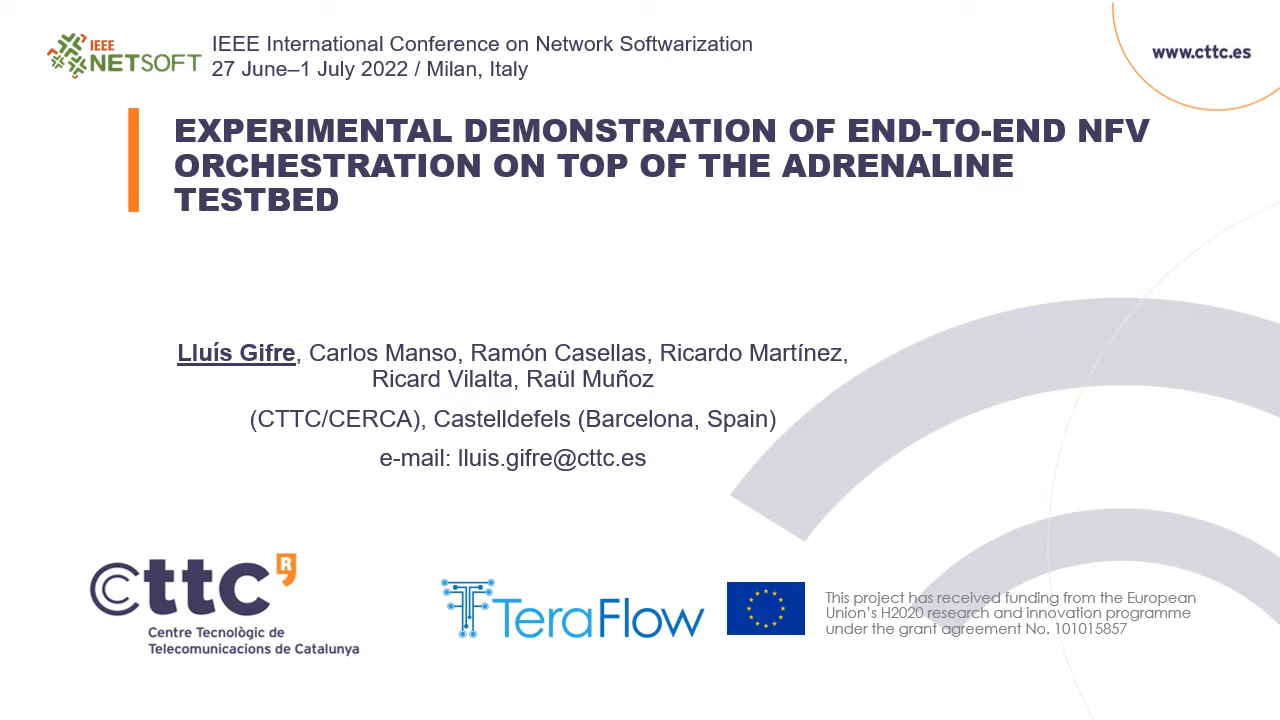 IEEE
NETSOFT
IEEE International Conference on Network Softwarization
27 June–1 July 2022 / Milan, Italy
www.cttc.es
EXPERIMENTAL DEMONSTRATION OF END-TO-END NFV
ORCHESTRATION ON TOP OF THE ADRENALINE
TESTBED
Lluís Gifre, Carlos Manso, Ramón Casellas, Ricardo Martínez,
Ricard Vilalta, Raül Muñoz
(CTTC/CERCA), Castelldefels (Barcelona, Spain)
e-mail: lluis.gifre@cttc.es
cttc R
Centre Tecnològic de
Telecomunicacions de Catalunya
TeraFlow
This project has received funding from the European
Union’s H2020 research and innovation programme
under the grant agreement No. 101015857